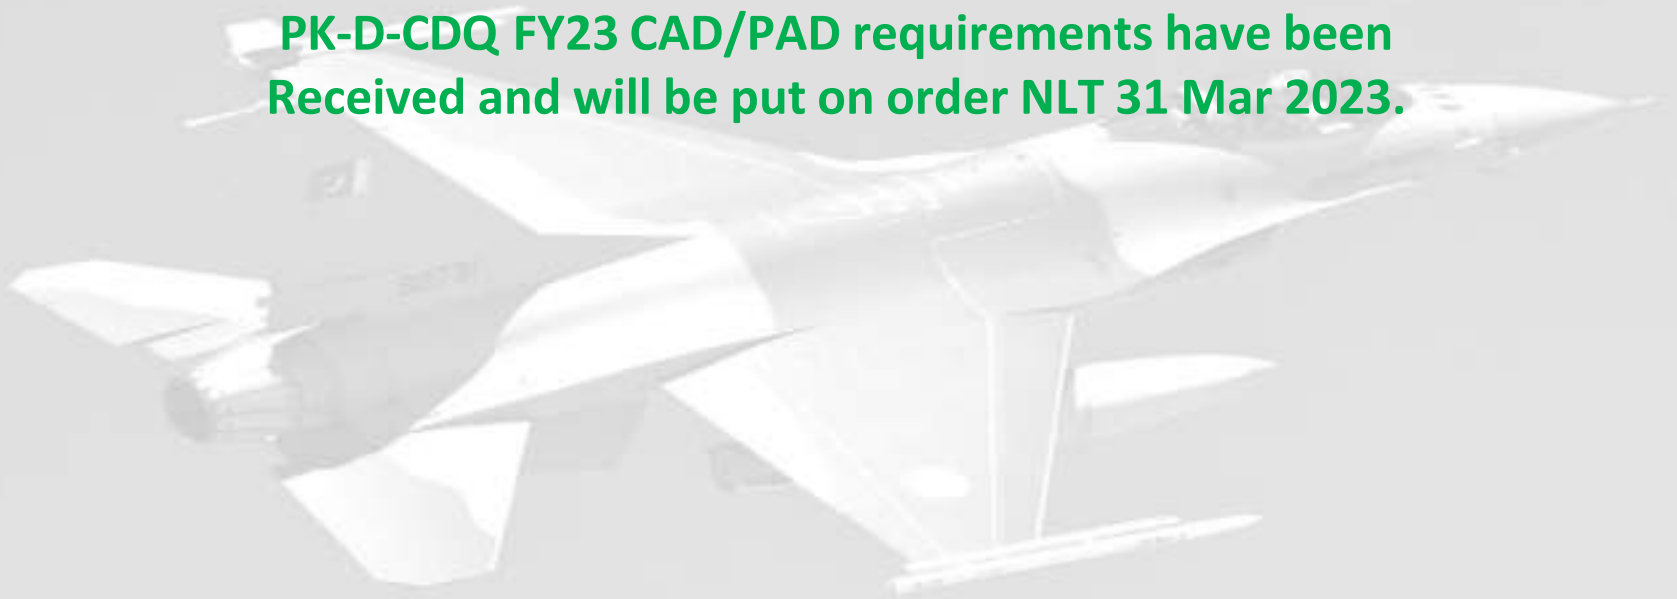 PK-D-CDQ FY23 CAD/PAD requirements have been
Received and will be put on order NLT 31 Mar 2023.